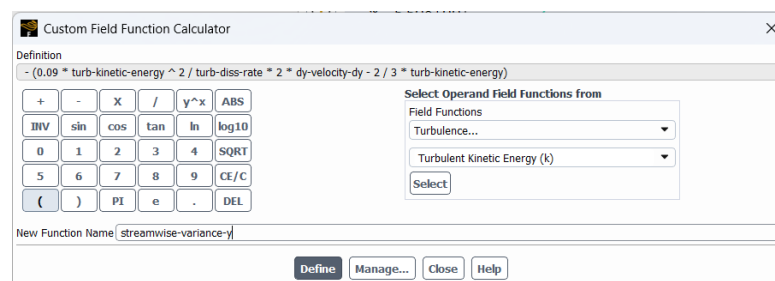 Custom Field Function Calculator
Definition
- (0.09 * turb-kinetic-energy ^ 2 / turb-diss-rate * 2 * dy-velocity-dy - 2 / 3 * turb-kinetic-energy)
+ - X / y^x ABS
INV sin cos tan ln log10
0 1 2 3 4 SQRT
5 6 7 8 9 CE/C
( ) PI e . DEL
Select Operand Field Functions from
Field Functions
Turbulence...
Turbulent Kinetic Energy (k)
Select
New Function Name streamwise-variance-y
Define Manage... Close Help